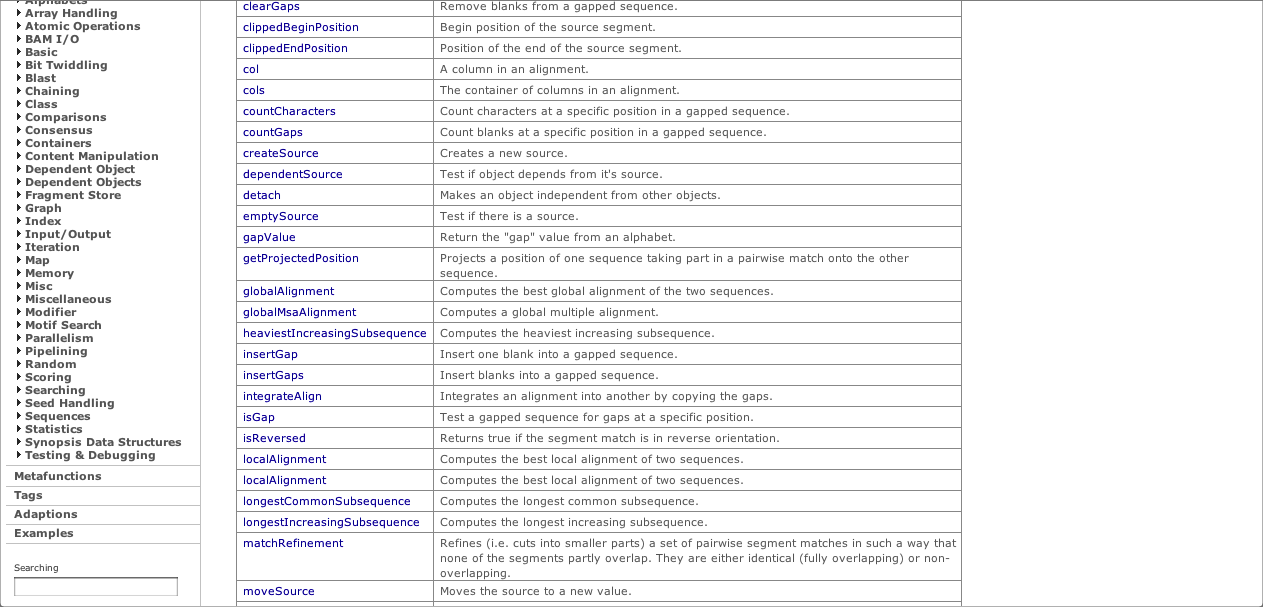 Alphabets
Array Handling
Atomic Operations
BAM I/O
Basic
Bit Twiddling
Blast
Chaining
Class
Comparisons
Consensus
Containers
Content Manipulation
Dependent Object
Dependent Objects
Fragment Store
Graph
Index
Input/Output
Iteration
Map
Memory
Misc
Miscellaneous
Modifier
Motif Search
Parallelism
Pipelining
Random
Scoring
Searching
Seed Handling
Sequences
Statistics
Synopsis Data Structures
Testing & Debugging
Metafunctions
Tags
Adaptions
Examples
Searching
clearGaps Remove blanks from a gapped sequence.
clippedBeginPosition Begin position of the source segment.
clippedEndPosition Position of the end of the source segment.
col A column in an alignment.
cols The container of columns in an alignment.
countCharacters Count characters at a specific position in a gapped sequence.
countGaps Count blanks at a specific position in a gapped sequence.
createSource Creates a new source.
dependentSource Test if object depends from it's source.
detach Makes an object independent from other objects.
emptySource Test if there is a source.
gapValue Return the "gap" value from an alphabet.
getProjectedPosition Projects a position of one sequence taking part in a pairwise match onto the other
sequence.
globalAlignment Computes the best global alignment of the two sequences.
globalMsaAlignment Computes a global multiple alignment.
heaviestIncreasingSubsequence Computes the heaviest increasing subsequence.
insertGap Insert one blank into a gapped sequence.
insertGaps Insert blanks into a gapped sequence.
integrateAlign Integrates an alignment into another by copying the gaps.
isGap Test a gapped sequence for gaps at a specific position.
isReversed Returns true if the segment match is in reverse orientation.
localAlignment Computes the best local alignment of two sequences.
localAlignment Computes the best local alignment of two sequences.
longestCommonSubsequence Computes the longest common subsequence.
longestIncreasingSubsequence Computes the longest increasing subsequence.
matchRefinement Refines (i.e. cuts into smaller parts) a set of pairwise segment matches in such a way that
none of the segments partly overlap. They are either identical (fully overlapping) or non-
overlapping.
moveSource Moves the source to a new value.